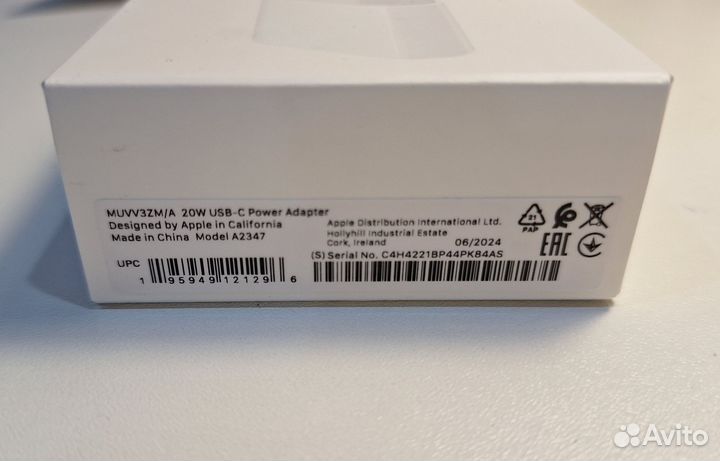 MUVV3ZM/A 20W USB-C Power Adapter
Designed by Apple in California
Made in China Model A2347
Apple Distribution International Ltd.
Hollyhill Industrial Estate
Cork, Ireland 06/2024
(S) Serial No. C4H4221BP44PK84AS
UPC
1 95949 12129 6
21
PAP
EAC
Avito